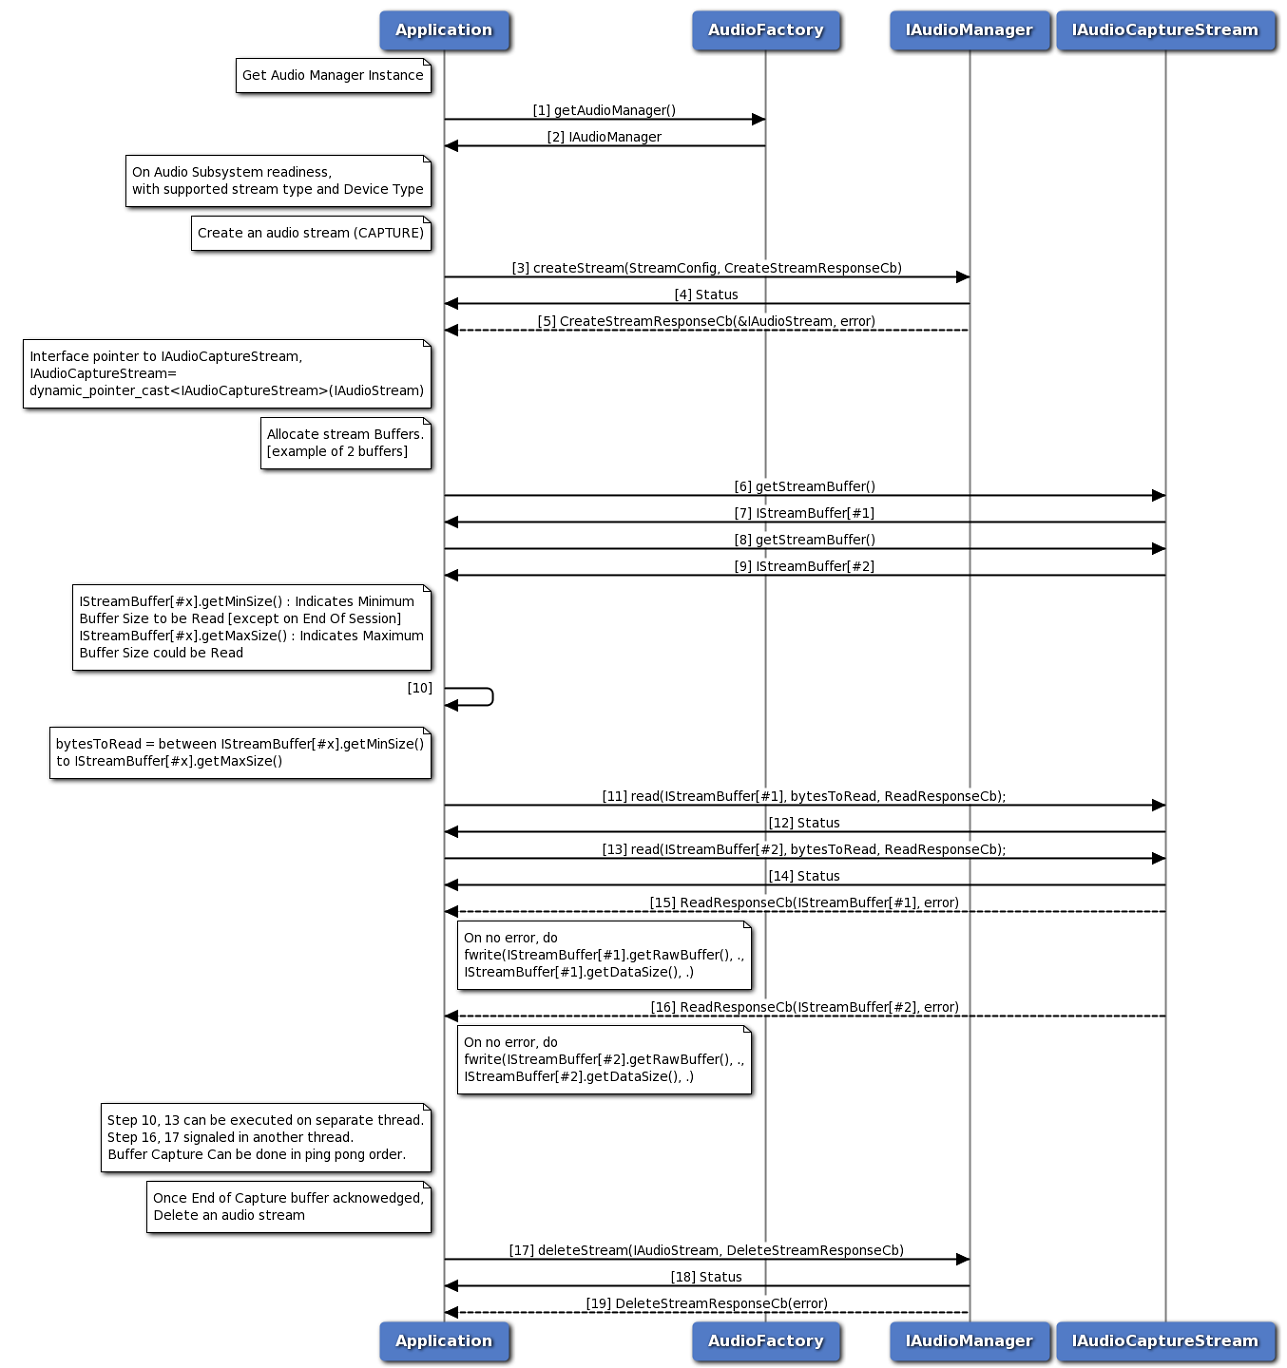 Application
AudioFactory
IAudioManager
IAudioCaptureStream
Get Audio Manager Instance
[1] getAudioManager()
[2] IAudioManager
On Audio Subsystem readiness,
with supported stream type and Device Type
Create an audio stream (CAPTURE)
[3] createStream(StreamConfig, CreateStreamResponseCb)
[4] Status
[5] CreateStreamResponseCb(&IAudioStream, error)
Interface pointer to IAudioCaptureStream,
IAudioCaptureStream=
dynamic_pointer_cast<IAudioCaptureStream>(IAudioStream)
Allocate stream Buffers.
[example of 2 buffers]
[6] getStreamBuffer()
[7] IStreamBuffer[#1]
[8] getStreamBuffer()
[9] IStreamBuffer[#2]
IStreamBuffer[#x].getMinSize() : Indicates Minimum
Buffer Size to be Read [except on End Of Session]
IStreamBuffer[#x].getMaxSize() : Indicates Maximum
Buffer Size could be Read
[10]
bytesToRead = between IStreamBuffer[#x].getMinSize()
to IStreamBuffer[#x].getMaxSize()
[11] read(IStreamBuffer[#1], bytesToRead, ReadResponseCb);
[12] Status
[13] read(IStreamBuffer[#2], bytesToRead, ReadResponseCb);
[14] Status
[15] ReadResponseCb(IStreamBuffer[#1], error)
On no error, do
fwrite(IStreamBuffer[#1].getRawBuffer(), .,
IStreamBuffer[#1].getDataSize(), .)
[16] ReadResponseCb(IStreamBuffer[#2], error)
On no error, do
fwrite(IStreamBuffer[#2].getRawBuffer(), .,
IStreamBuffer[#2].getDataSize(), .)
Step 10, 13 can be executed on separate thread.
Step 16, 17 signaled in another thread.
Buffer Capture Can be done in ping pong order.
Once End of Capture buffer acknowedged,
Delete an audio stream
[17] deleteStream(IAudioStream, DeleteStreamResponseCb)
[18] Status
[19] DeleteStreamResponseCb(error)
Application
AudioFactory
IAudioManager
IAudioCaptureStream